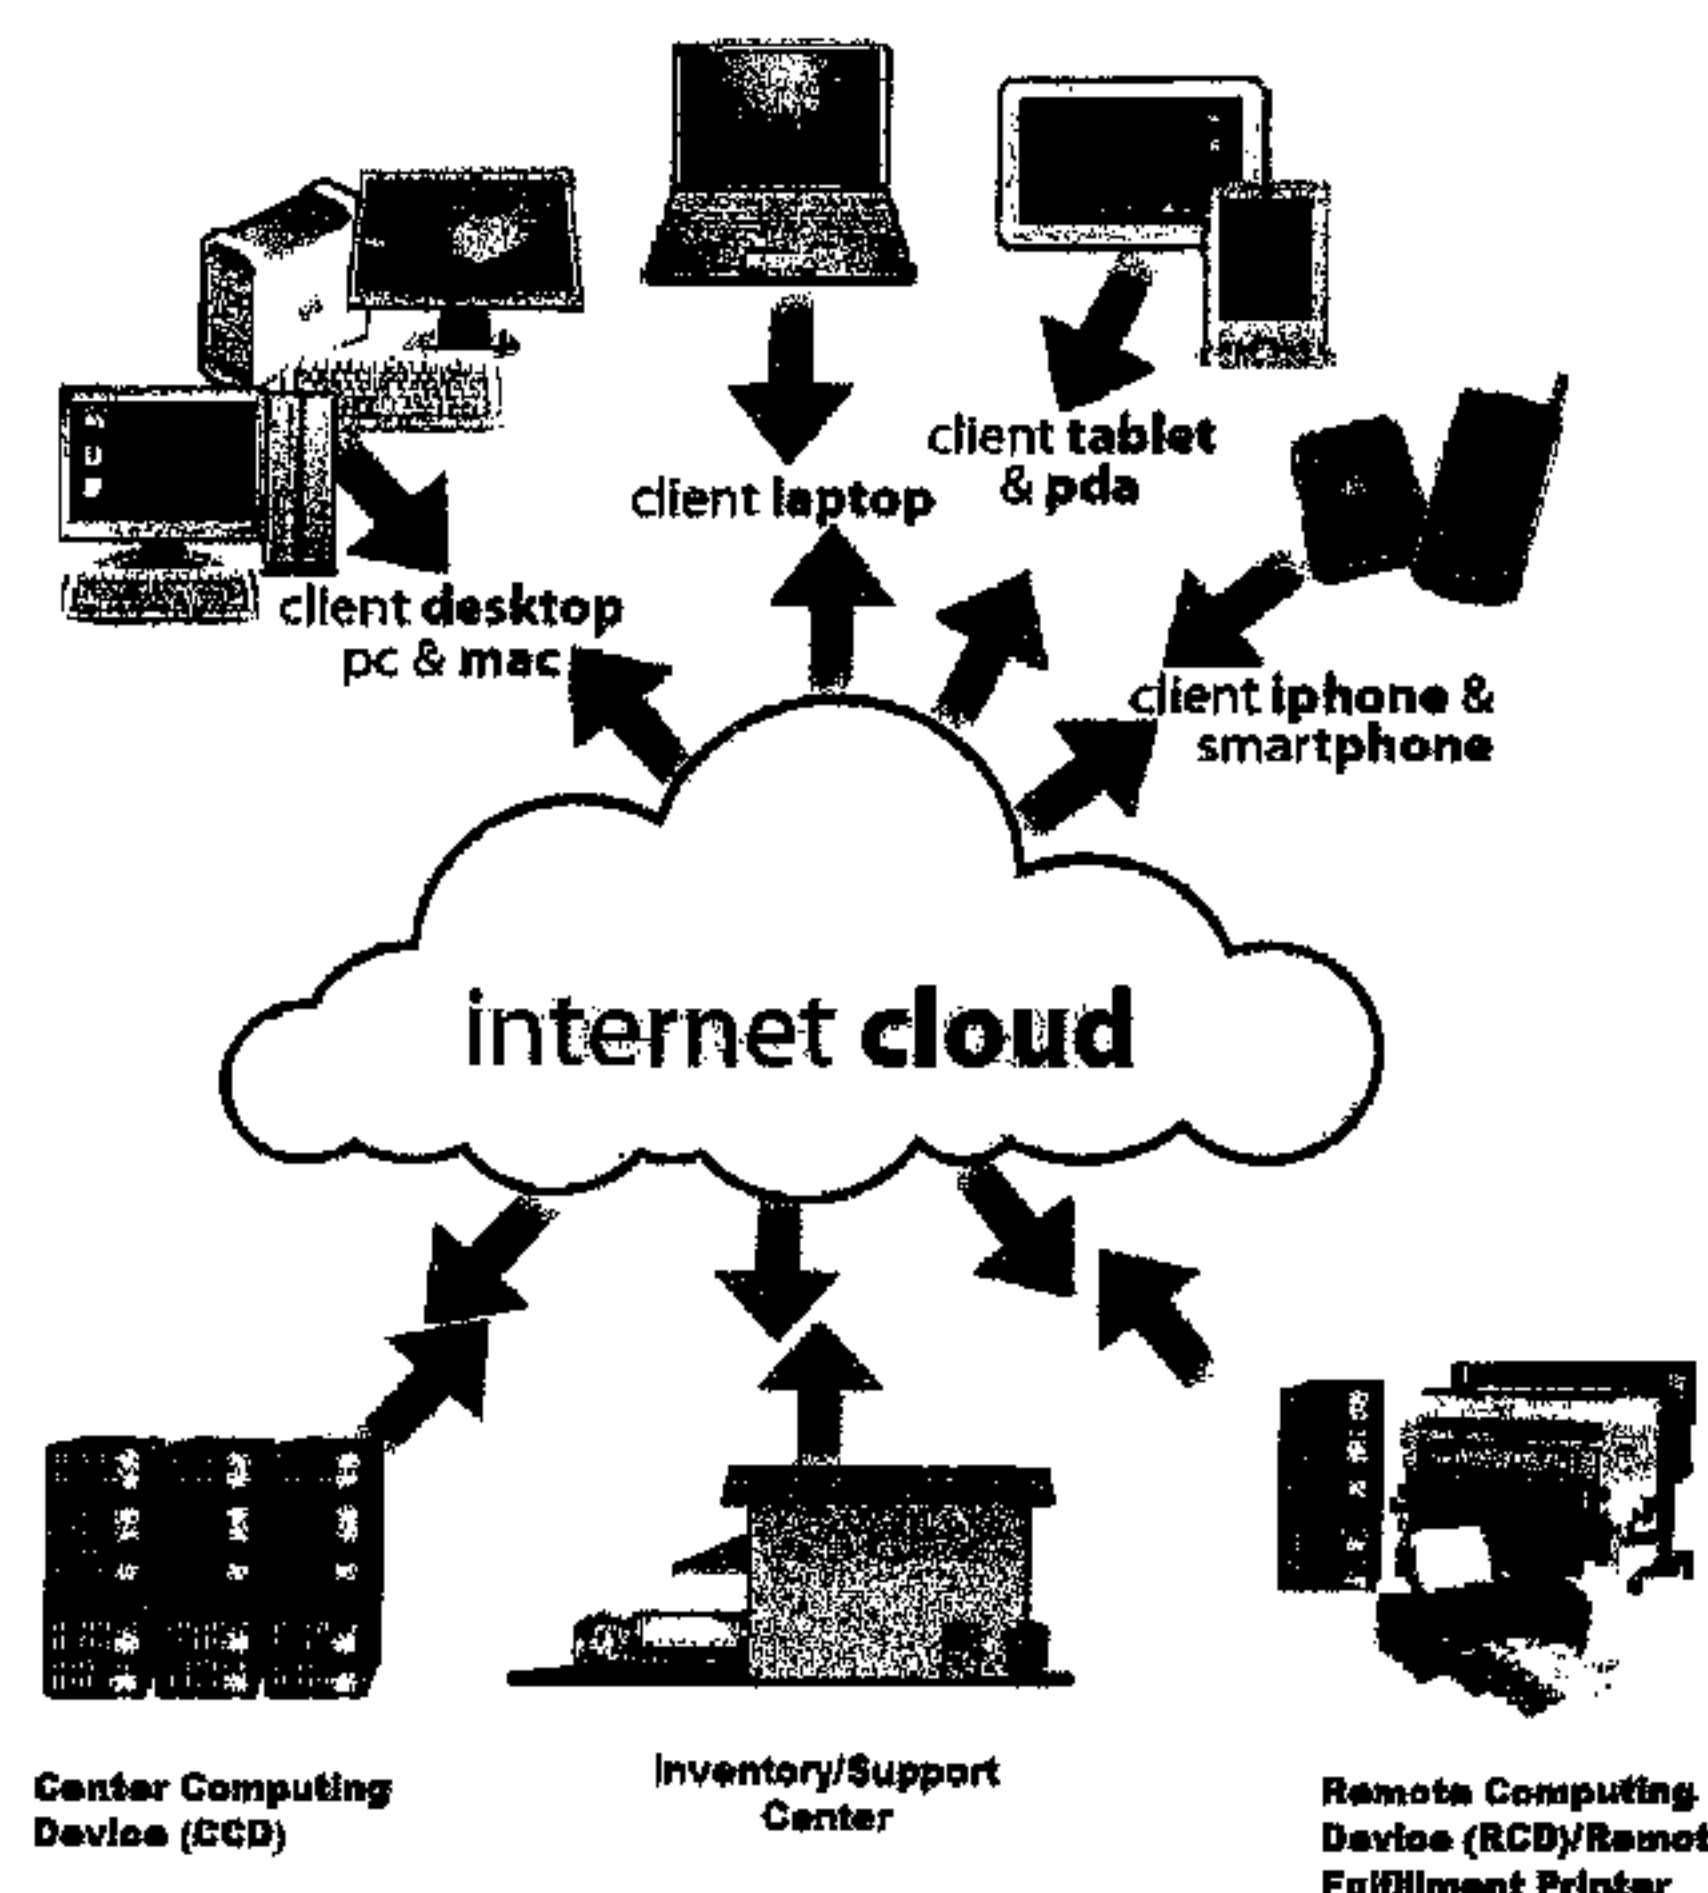 client tablet
& pda
client laptop
client desktop
pc & mac
client iphone &
smartphone
internet cloud
Center Computing
Device (CCD)
Inventory/Support
Center
Remote Computing
Device (RCD)/Remot
Fulfillment Printer